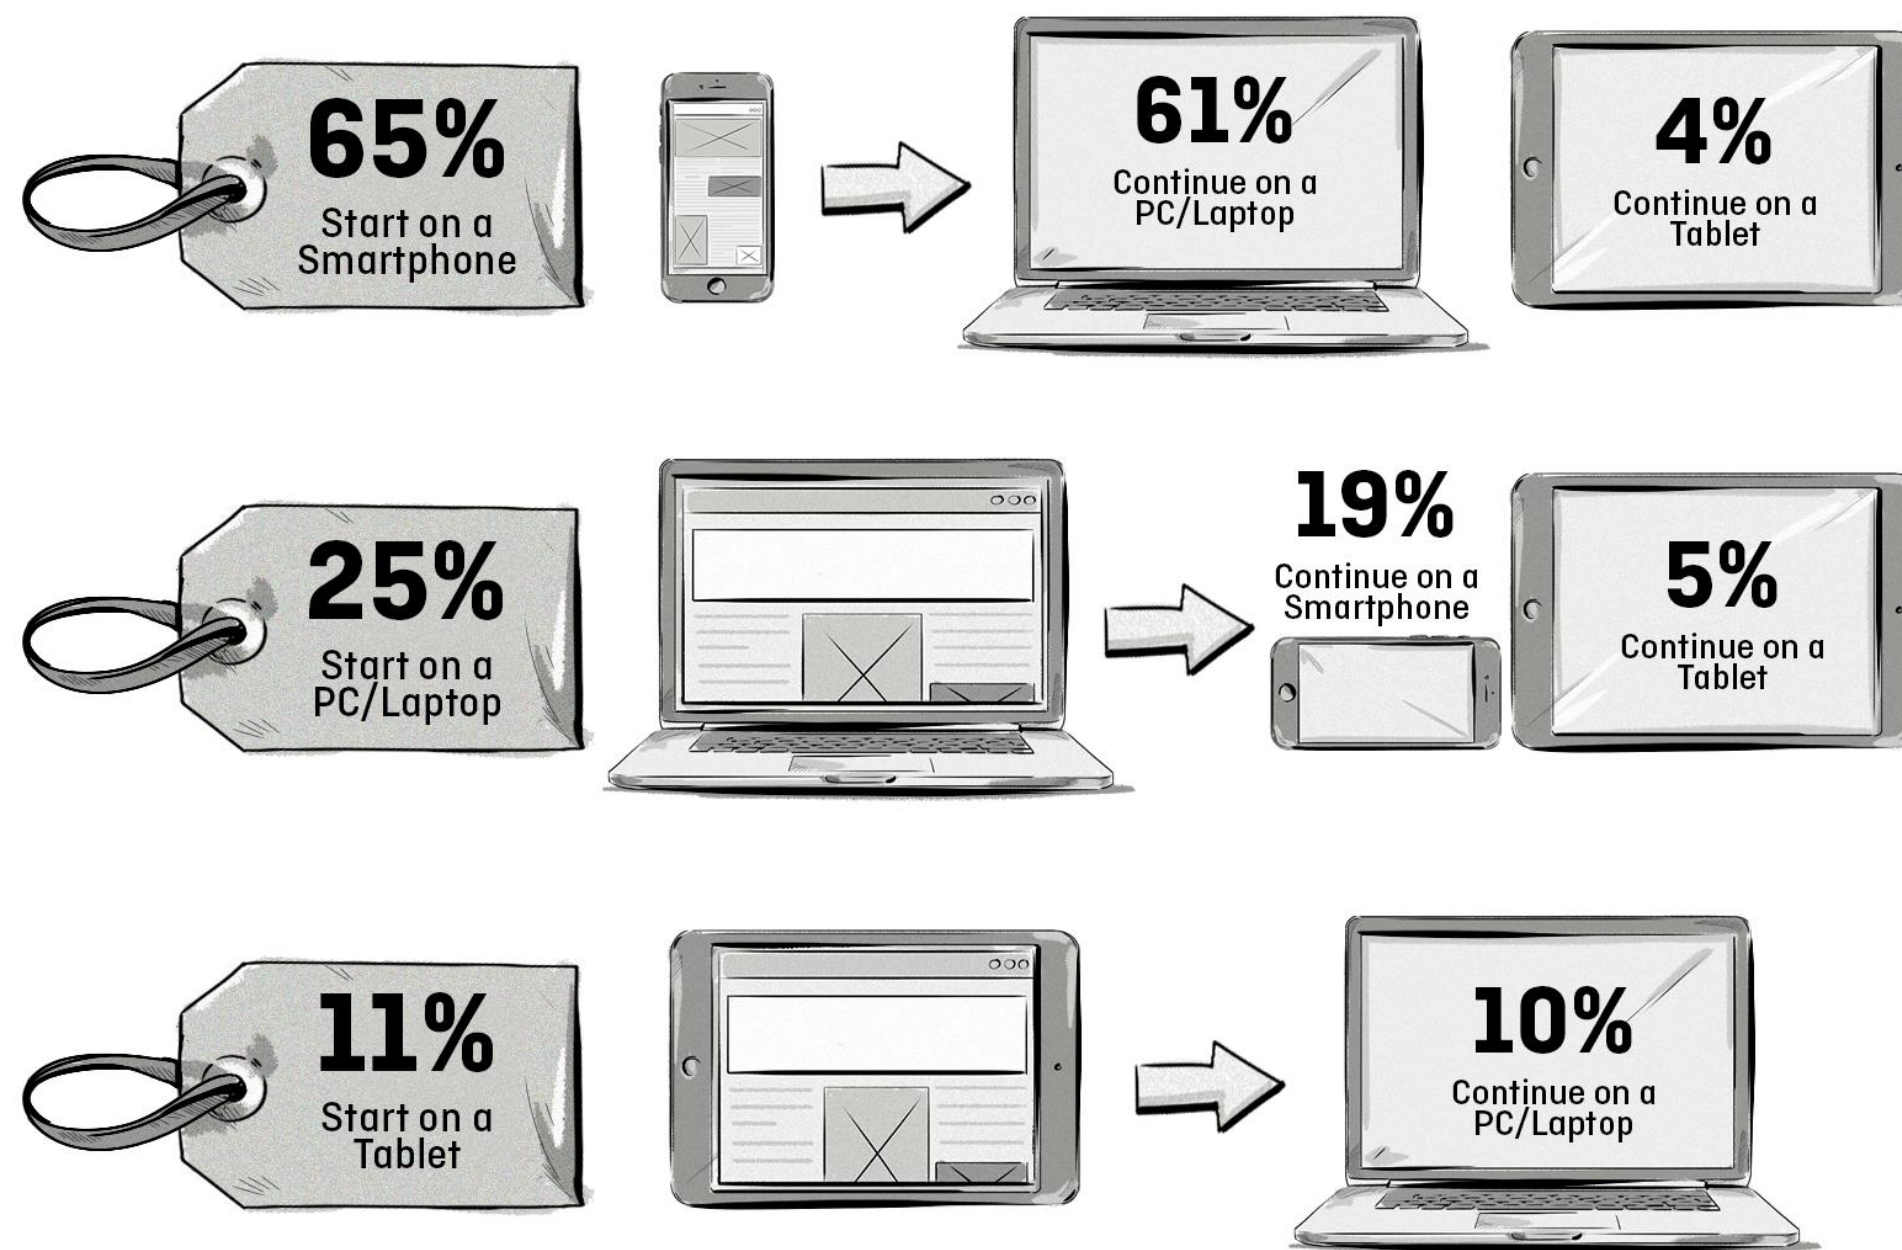 65%
Start on a
Smartphone
61%
Continue on a
PC/Laptop
4%
Continue on a
Tablet
25%
Start on a
PC/Laptop
19%
Continue on a
Smartphone
5%
Continue on a
Tablet
11%
Start on a
Tablet
10%
Continue on a
PC/Laptop